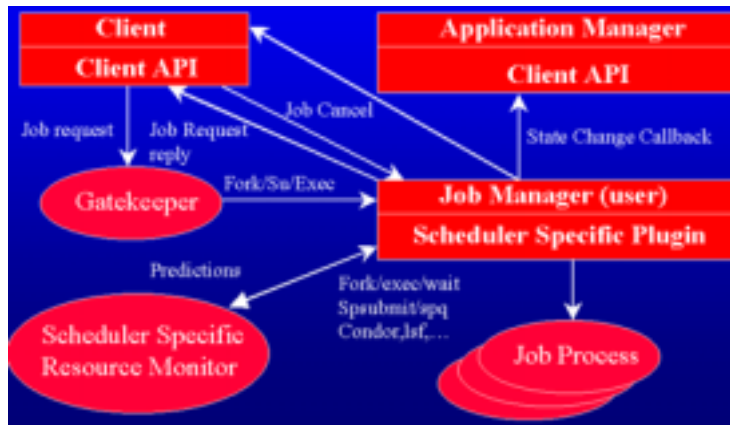 Client
Client API
Application Manager
Client API
Job request
Job Request
reply
Job Cancel
State Change Callback
Gatekeeper
Fork/Su/Exec
Job Manager (user)
Scheduler Specific Plugin
Predictions
Fork/exec/wait
Spsubmit/spq
Condor,lsf,…
Scheduler Specific
Resource Monitor
Job Process